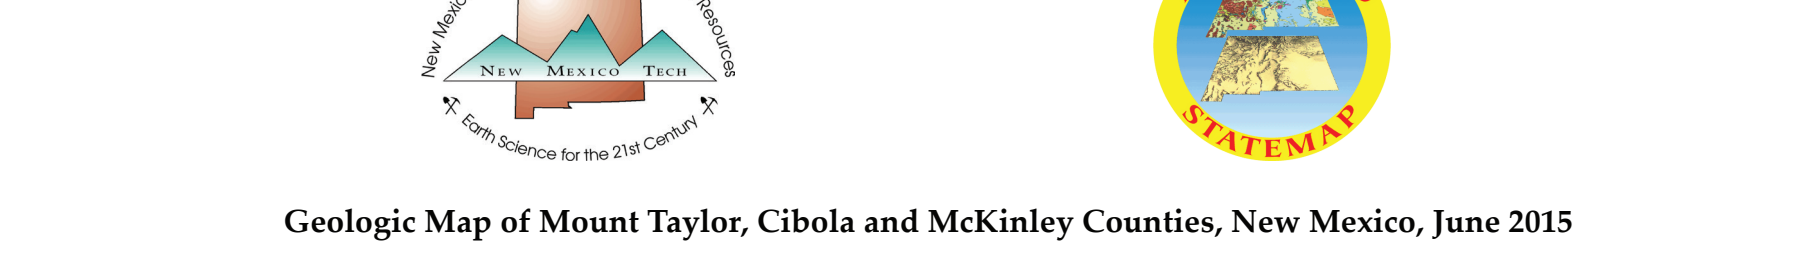 New Mexico
Resources
NEW MEXICO TECH
Earth Science for the 21st Century
STATEMAP
Geologic Map of Mount Taylor, Cibola and McKinley Counties, New Mexico, June 2015